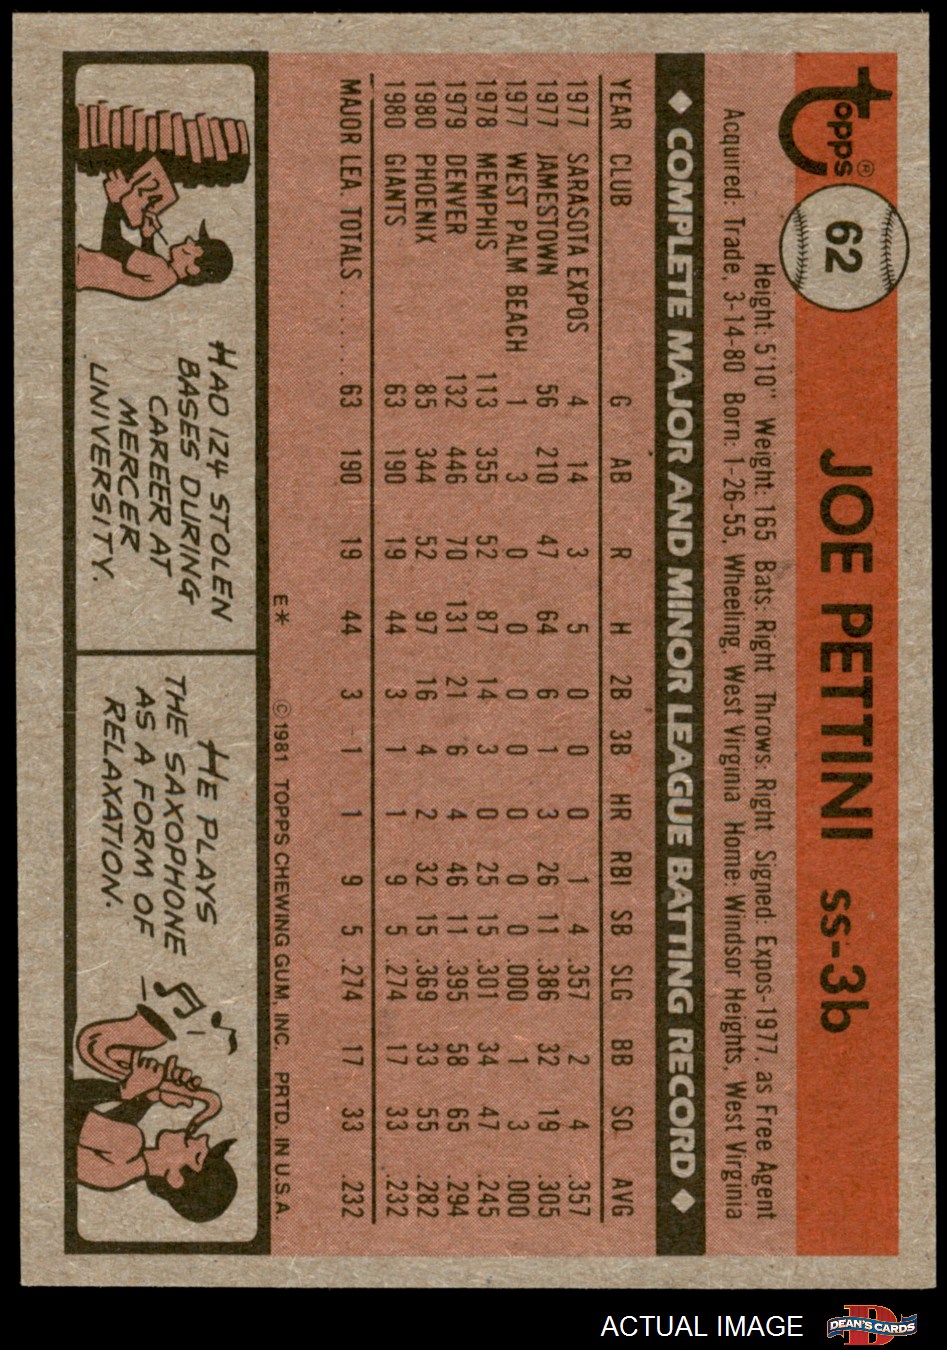 Topps®
62
JOE PETTINI ss-3b
Height: 5'10" Weight: 165 Bats: Right Throws: Right Signed: Expos-1977, as Free Agent
Acquired: Trade, 3-14-80 Born: 1-26-55, Wheeling, West Virginia Home: Windsor Heights, West Virginia
◆ COMPLETE MAJOR AND MINOR LEAGUE BATTING RECORD ◆
YEAR CLUB G AB R H 2B 3B HR RBI SB SLG BB SO AVG
1977 SARASOTA EXPOS 4 14 3 5 0 0 0 1 4 .357 2 4 .357
1977 JAMESTOWN 56 210 47 64 6 1 3 26 11 .386 32 19 .305
1977 WEST PALM BEACH 1 3 0 0 0 0 0 0 0 .000 1 3 .000
1978 MEMPHIS 113 355 52 87 14 3 0 25 15 .301 34 47 .245
1979 DENVER 132 446 70 131 21 6 4 46 11 .395 58 65 .294
1980 PHOENIX 85 344 52 97 16 4 2 32 15 .369 33 55 .282
1980 GIANTS 63 190 19 44 3 1 1 9 5 .274 17 33 .232
MAJOR LEA. TOTALS ........ 63 190 19 44 3 1 1 9 5 .274 17 33 .232
E* © 1981 TOPPS CHEWING GUM, INC. PRTD. IN U.S.A.
124
HAD 124 STOLEN
BASES DURING
CAREER AT
MERCER
UNIVERSITY.
HE PLAYS
THE SAXOPHONE
AS A FORM OF
RELAXATION.
ACTUAL IMAGE
D
DEAN'S CARDS